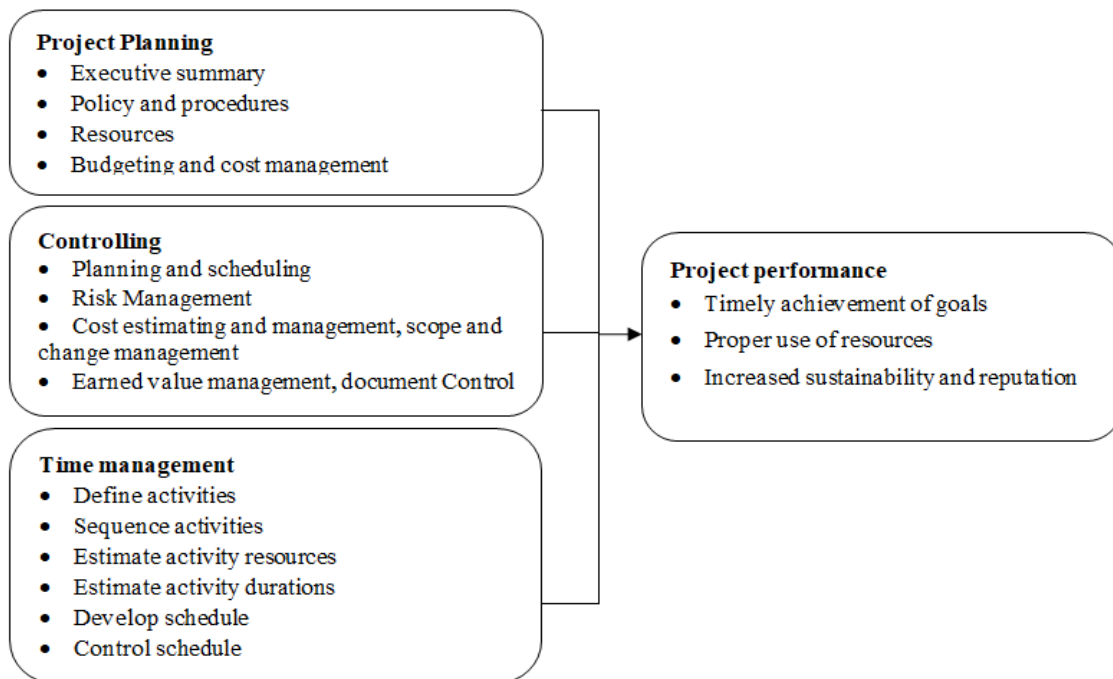 Project Planning
• Executive summary
• Policy and procedures
• Resources
• Budgeting and cost management
Controlling
• Planning and scheduling
• Risk Management
• Cost estimating and management, scope and
change management
• Earned value management, document Control
Time management
• Define activities
• Sequence activities
• Estimate activity resources
• Estimate activity durations
• Develop schedule
• Control schedule
Project performance
• Timely achievement of goals
• Proper use of resources
• Increased sustainability and reputation